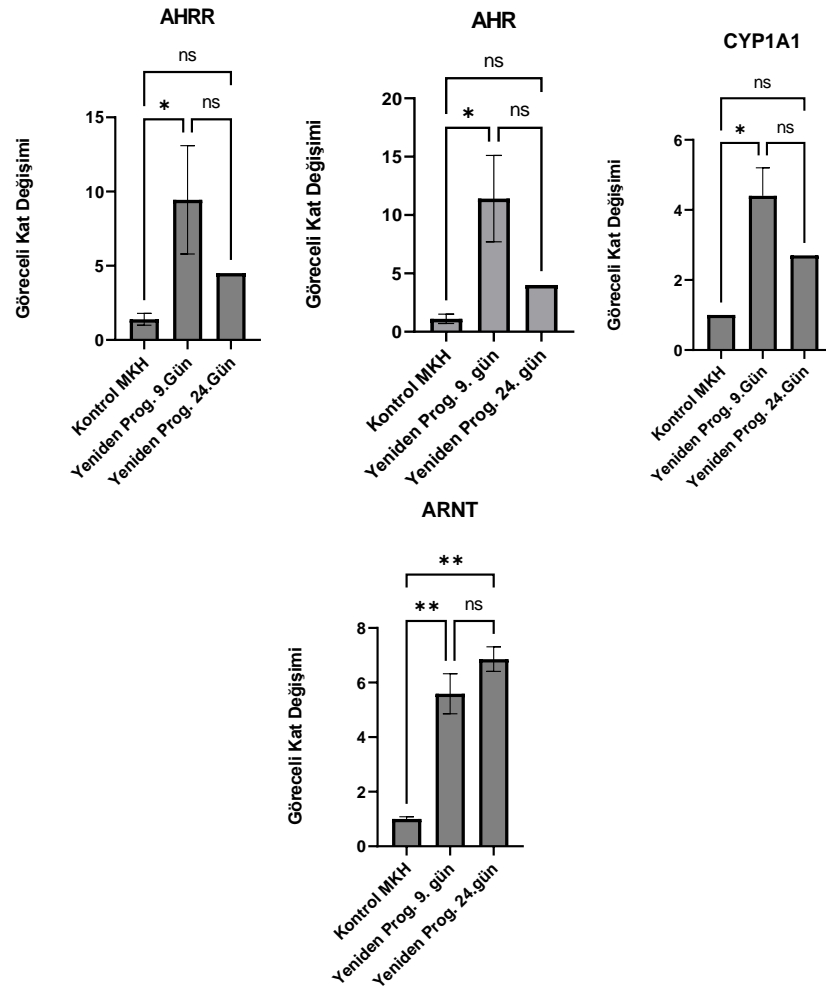 AHRR
ns
*
ns
Göreceli Kat Değişimi
15
10
5
0
Kontrol MKH
Yeniden Prog. 9.Gün
Yeniden Prog. 24.Gün
AHR
ns
*
ns
Göreceli Kat Değişimi
20
15
10
5
0
Kontrol MKH
Yeniden Prog. 9. gün
Yeniden Prog. 24. gün
CYP1A1
ns
*
ns
Göreceli Kat Değişimi
6
4
2
0
Kontrol MKH
Yeniden Prog. 9.Gün
Yeniden Prog. 24.Gün
ARNT
**
**
ns
Göreceli Kat Değişimi
8
6
4
2
0
Kontrol MKH
Yeniden Prog. 9. gün
Yeniden Prog. 24.gün